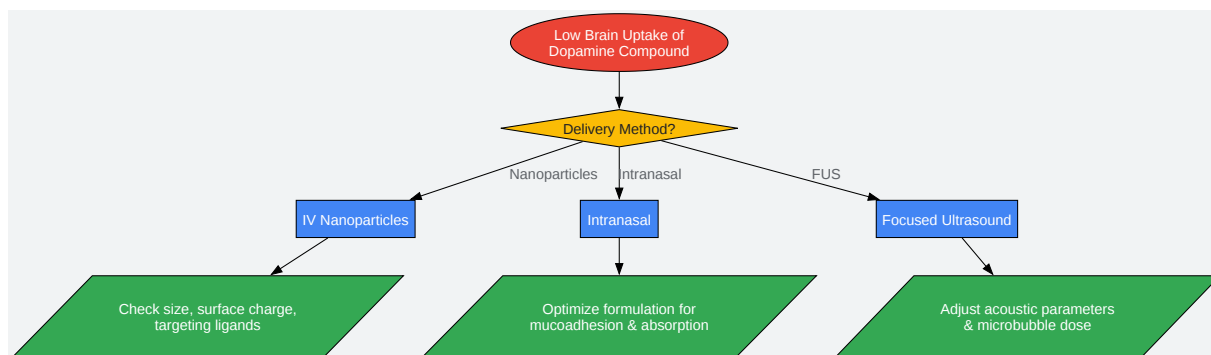 Low Brain Uptake of
Dopamine Compound
Delivery Method?
Nanoparticles
Intranasal
FUS
IV Nanoparticles
Intranasal
Focused Ultrasound
Check size, surface charge,
targeting ligands
Optimize formulation for
mucoadhesion & absorption
Adjust acoustic parameters
& microbubble dose